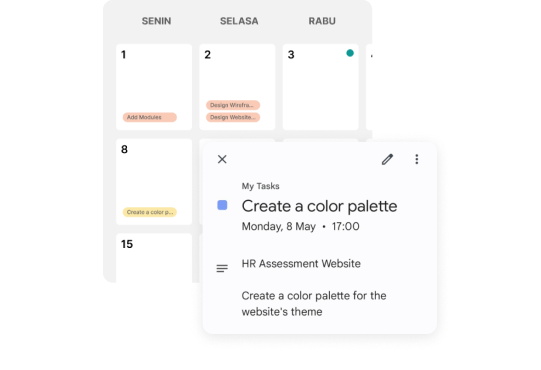 SENIN SELASA RABU
1 2 3
Design Wirefra...
Add Modules Design Website...
8
Create a color p...
15
My Tasks
Create a color palette
Monday, 8 May • 17:00
HR Assessment Website
Create a color palette for the
website's theme